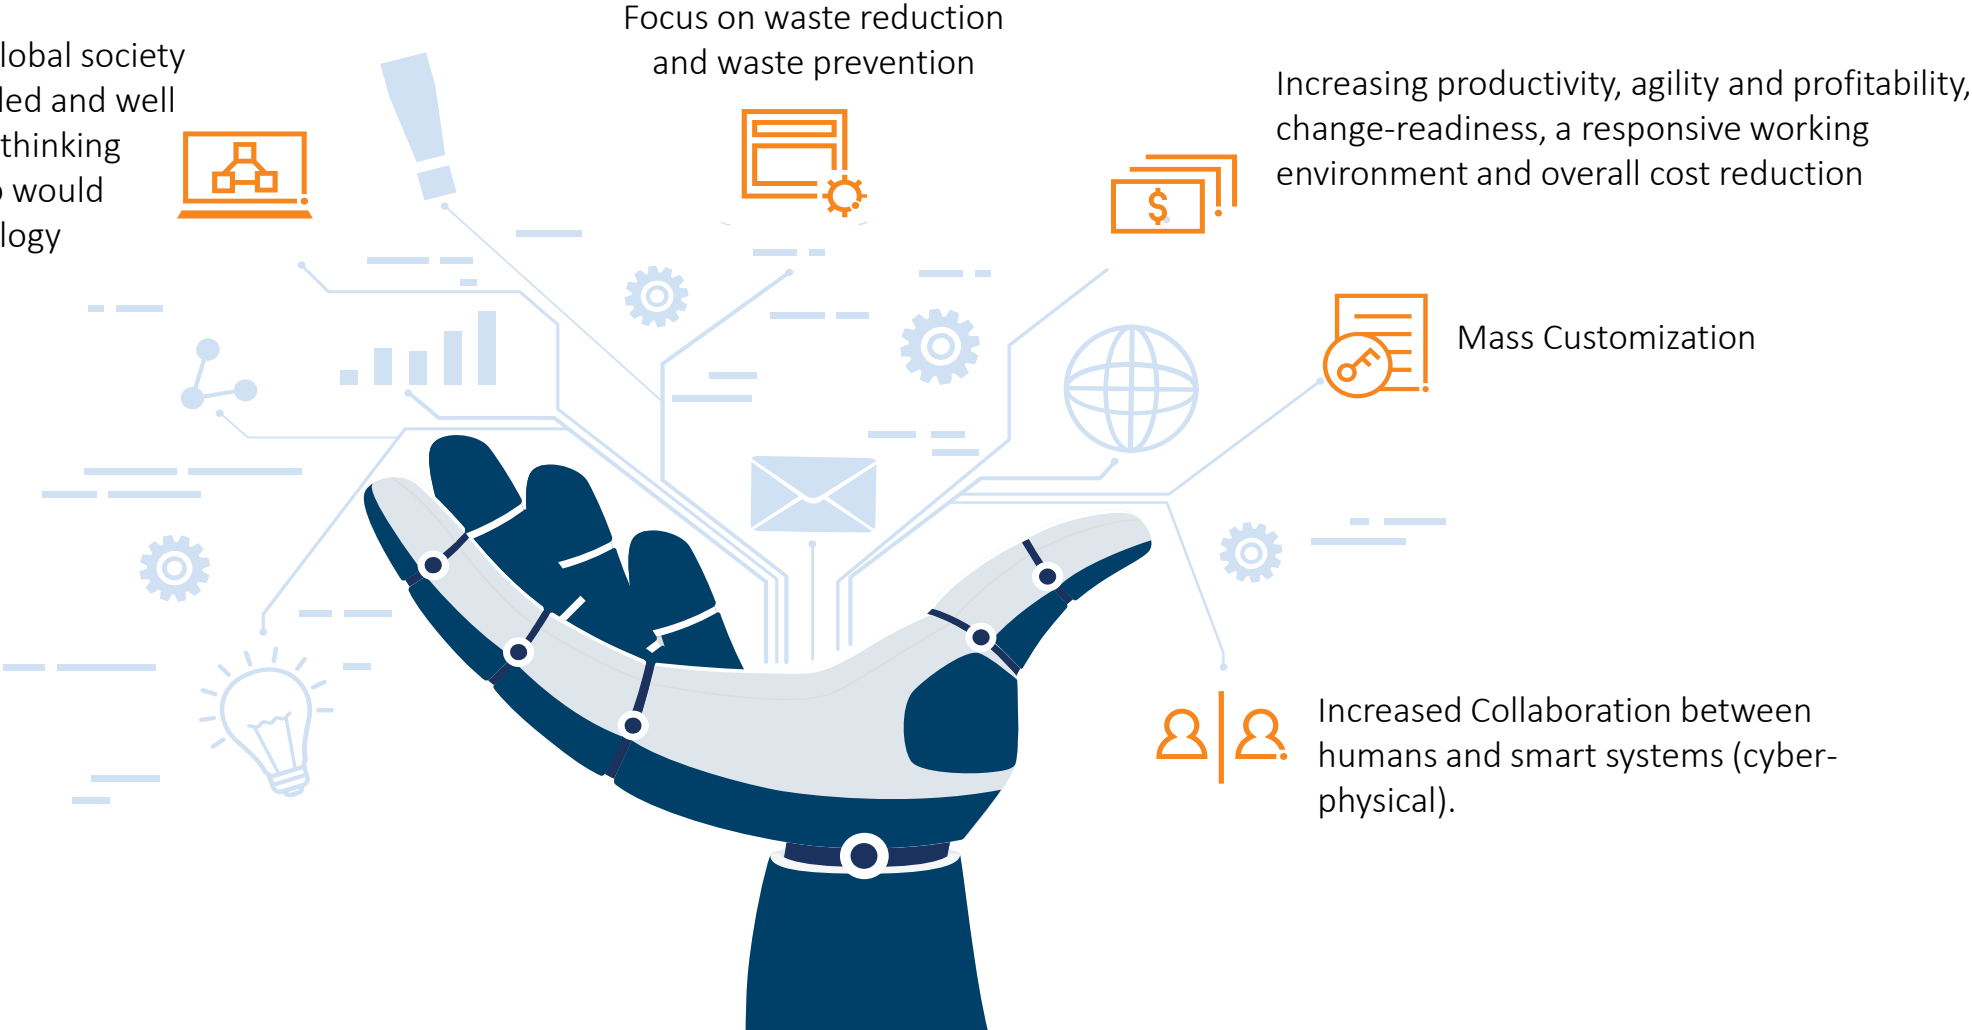 lobal society
led and well
thinking
would
logy
Focus on waste reduction
and waste prevention
Increasing productivity, agility and profitability,
change-readiness, a responsive working
environment and overall cost reduction
$
Mass Customization
Increased Collaboration between
humans and smart systems (cyber-
physical).